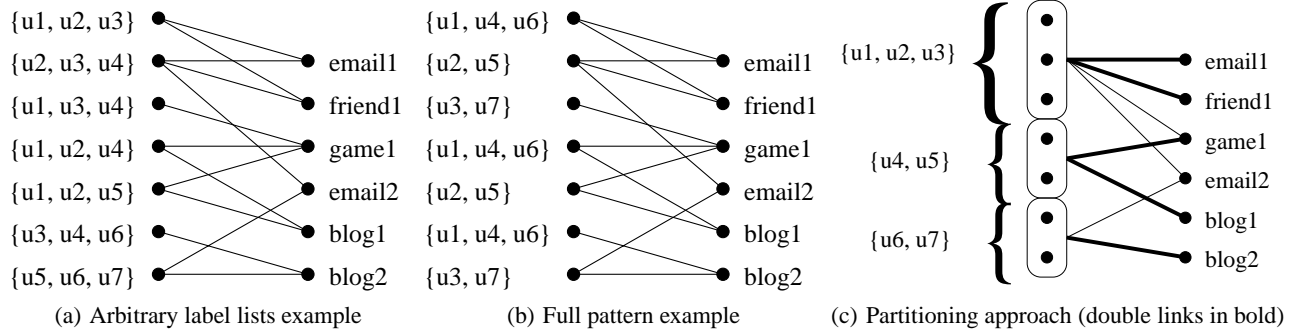 {u1, u2, u3}
{u2, u3, u4}
{u1, u3, u4}
{u1, u2, u4}
{u1, u2, u5}
{u3, u4, u6}
{u5, u6, u7}
email1
friend1
game1
email2
blog1
blog2
(a) Arbitrary label lists example
{u1, u4, u6}
{u2, u5}
{u3, u7}
{u1, u4, u6}
{u2, u5}
{u1, u4, u6}
{u3, u7}
email1
friend1
game1
email2
blog1
blog2
(b) Full pattern example
{u1, u2, u3}
{u4, u5}
{u6, u7}
email1
friend1
game1
email2
blog1
blog2
(c) Partitioning approach (double links in bold)